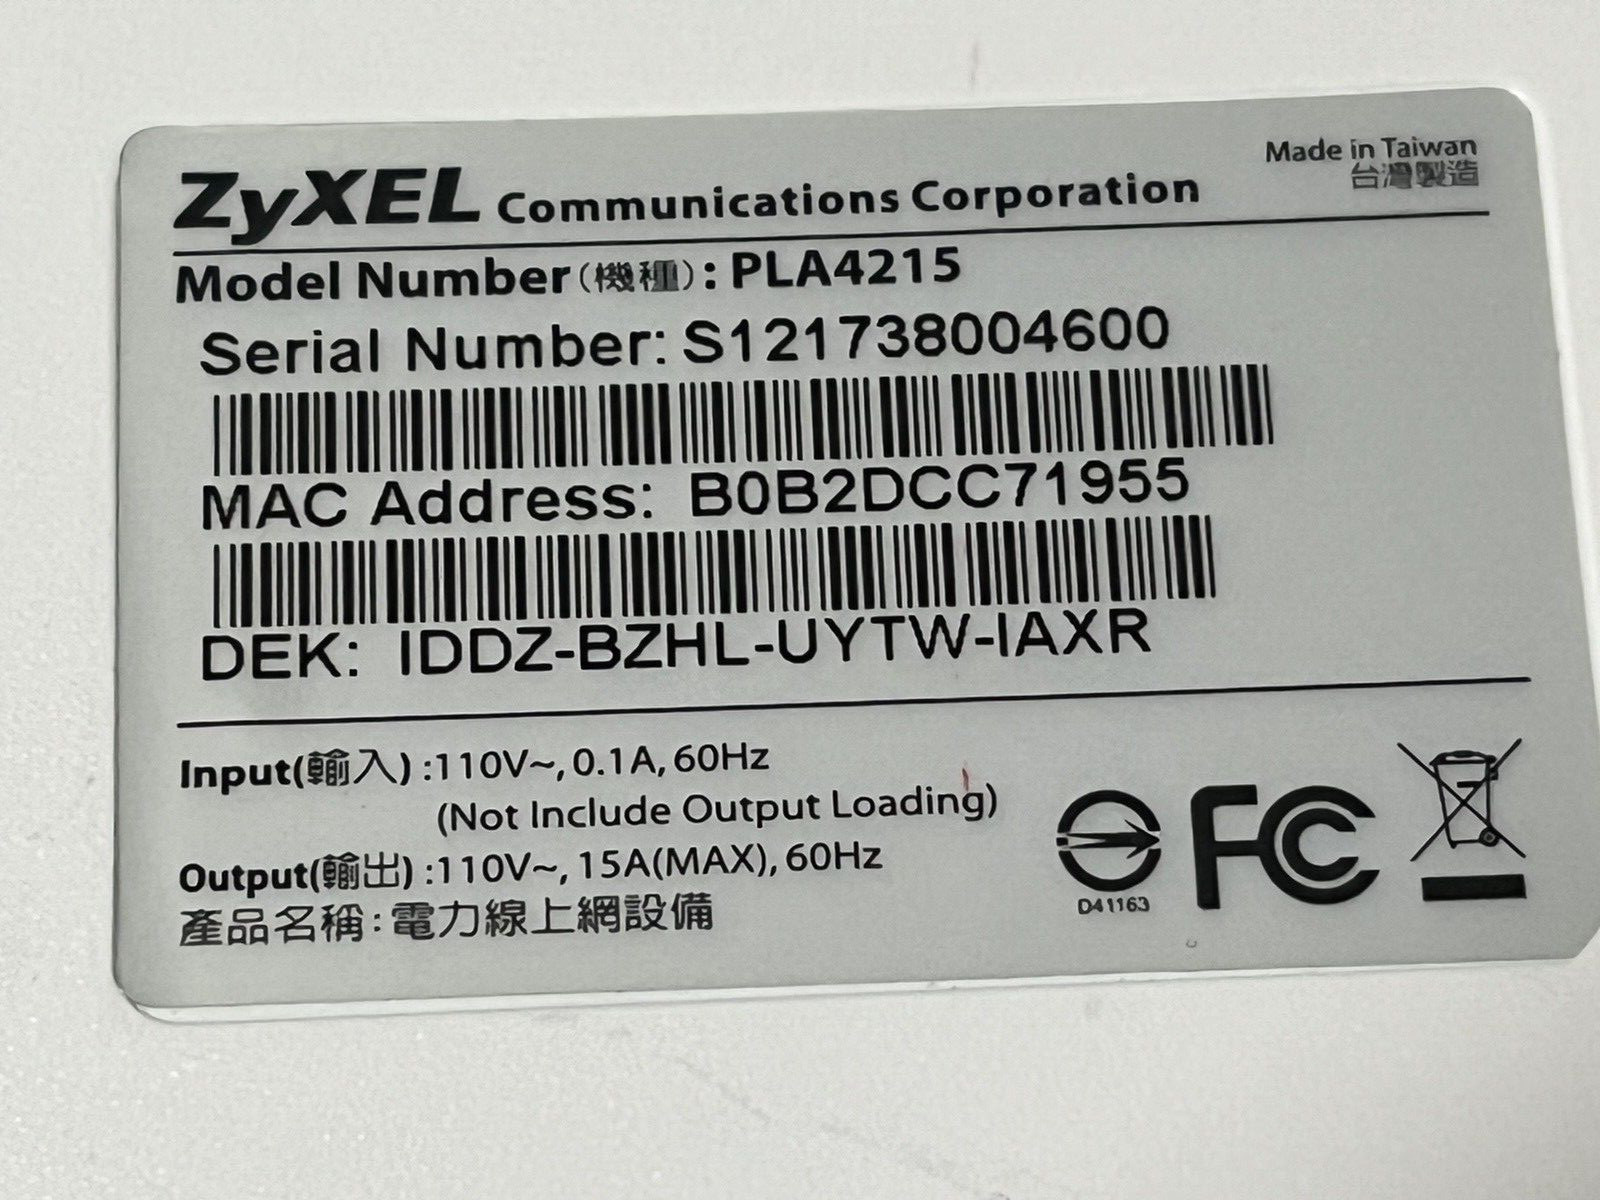 ZyXEL Communications Corporation
Made in Taiwan
台灣製造
Model Number(機種): PLA4215
Serial Number: S121738004600
MAC Address: B0B2DCC71955
DEK: IDDZ-BZHL-UYTW-IAXR
Input(輸入) :110V~, 0.1A, 60Hz
(Not Include Output Loading)
Output(輸出) :110V~, 15A(MAX), 60Hz
產品名稱: 電力線上網設備
D41163
FC